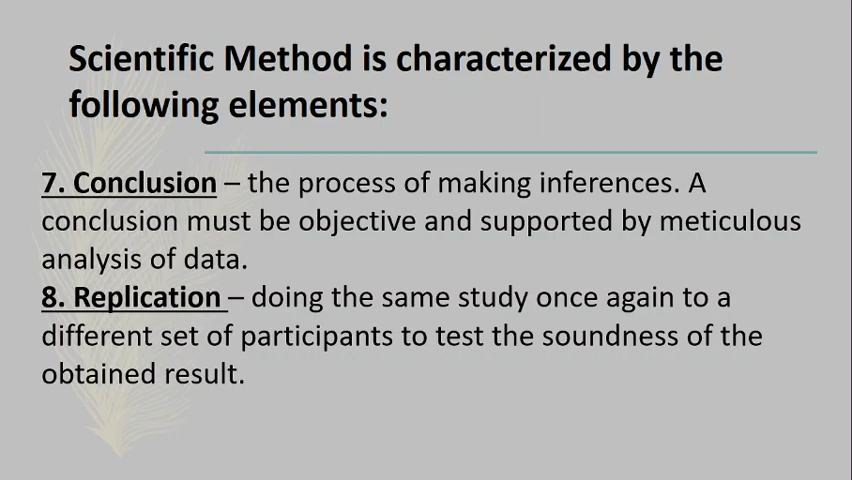 Scientific Method is characterized by the
following elements:
7. Conclusion – the process of making inferences. A
conclusion must be objective and supported by meticulous
analysis of data.
8. Replication – doing the same study once again to a
different set of participants to test the soundness of the
obtained result.